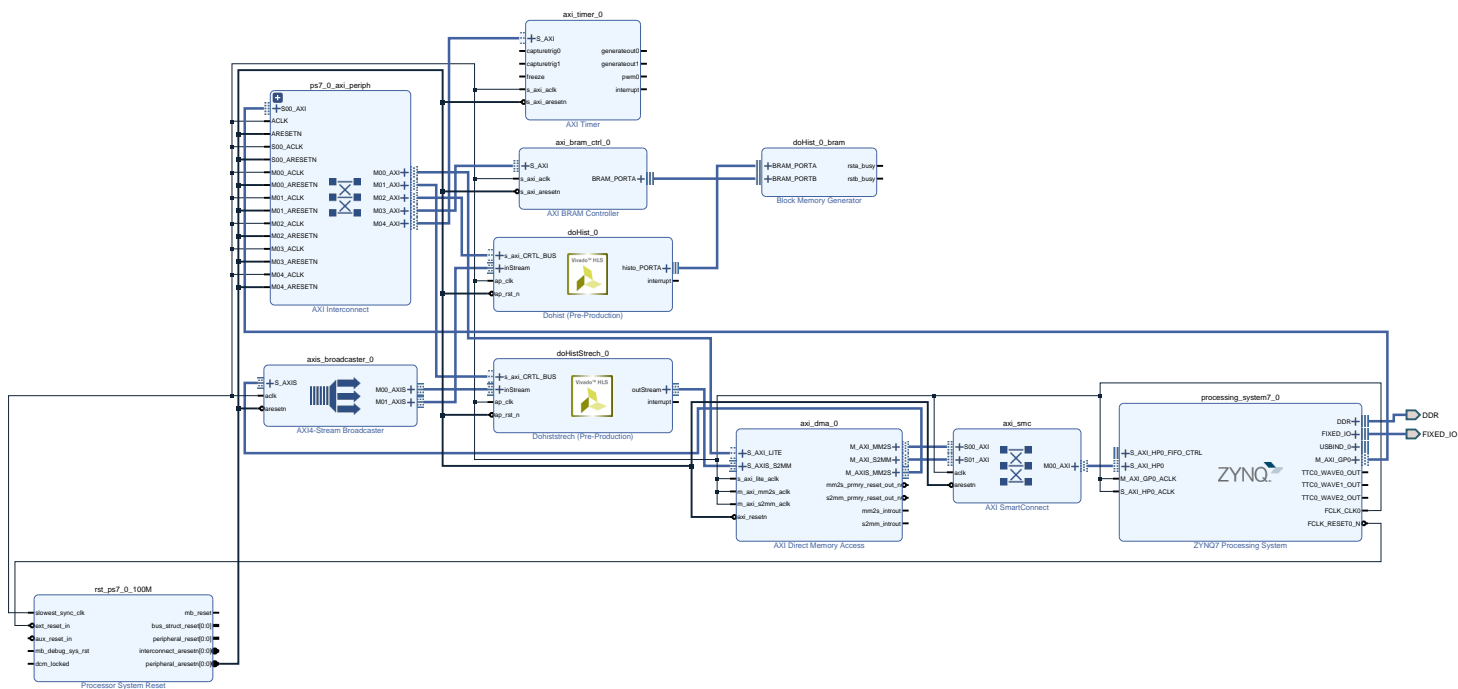 axi_timer_0
S_AXI
capturetrig0
capturetrig1
freeze
s_axi_aclk
s_axi_aresetn
generateout0
generateout1
pwm0
interrupt
AXI Timer
ps7_0_axi_periph
S00_AXI
ACLK
ARESETN
S00_ACLK
S00_ARESETN
M00_ACLK
M00_ARESETN
M01_ACLK
M01_ARESETN
M02_ACLK
M02_ARESETN
M03_ACLK
M03_ARESETN
M04_ACLK
M04_ARESETN
M00_AXI
M01_AXI
M02_AXI
M03_AXI
M04_AXI
AXI Interconnect
axi_bram_ctrl_0
S_AXI
s_axi_aclk
s_axi_aresetn
BRAM_PORTA
AXI BRAM Controller
doHist_0_bram
BRAM_PORTA
BRAM_PORTB
rsta_busy
rstb_busy
Block Memory Generator
doHist_0
s_axi_CRTL_BUS
inStream
ap_clk
ap_rst_n
Vivado™ HLS
histo_PORTA
interrupt
Dohist (Pre-Production)
axis_broadcaster_0
S_AXIS
aclk
aresetn
M00_AXIS
M01_AXIS
AXI4-Stream Broadcaster
doHistStrech_0
s_axi_CRTL_BUS
inStream
ap_clk
ap_rst_n
Vivado™ HLS
outStream
interrupt
Dohiststrech (Pre-Production)
axi_dma_0
S_AXI_LITE
S_AXIS_S2MM
s_axi_lite_aclk
m_axi_mm2s_aclk
m_axi_s2mm_aclk
axi_resetn
M_AXI_MM2S
M_AXI_S2MM
M_AXIS_MM2S
mm2s_prmry_reset_out_n
s2mm_prmry_reset_out_n
mm2s_introut
s2mm_introut
AXI Direct Memory Access
axi_smc
S00_AXI
S01_AXI
aclk
aresetn
M00_AXI
AXI SmartConnect
processing_system7_0
S_AXI_HP0_FIFO_CTRL
S_AXI_HP0
M_AXI_GP0_ACLK
S_AXI_HP0_ACLK
ZYNQ
DDR
FIXED_IO
USBIND_0
M_AXI_GP0
TTC0_WAVE0_OUT
TTC0_WAVE1_OUT
TTC0_WAVE2_OUT
FCLK_CLK0
FCLK_RESET0_N
ZYNQ7 Processing System
DDR
FIXED_IO
rst_ps7_0_100M
slowest_sync_clk
ext_reset_in
aux_reset_in
mb_debug_sys_rst
dcm_locked
mb_reset
bus_struct_reset[0:0]
peripheral_reset[0:0]
interconnect_aresetn[0:0]
peripheral_aresetn[0:0]
Processor System Reset